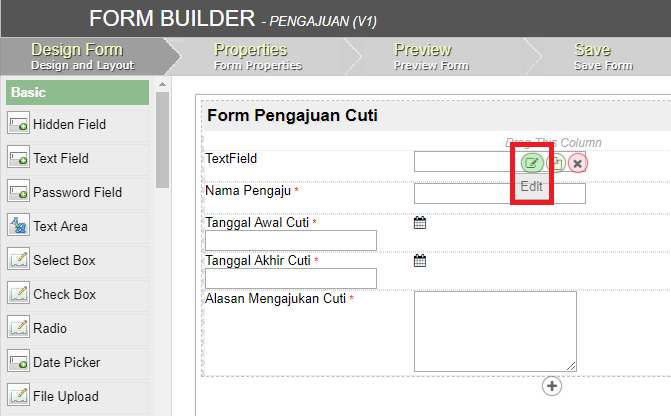 FORM BUILDER - PENGAJUAN (V1)
Design Form
Design and Layout
Properties
Form Properties
Preview
Preview Form
Save
Save Form
Basic
Hidden Field
Text Field
Password Field
Text Area
Select Box
Check Box
Radio
Date Picker
File Upload
Form Pengajuan Cuti
Drag This Column
TextField
Edit
Nama Pengaju *
Tanggal Awal Cuti *
Tanggal Akhir Cuti *
Alasan Mengajukan Cuti *